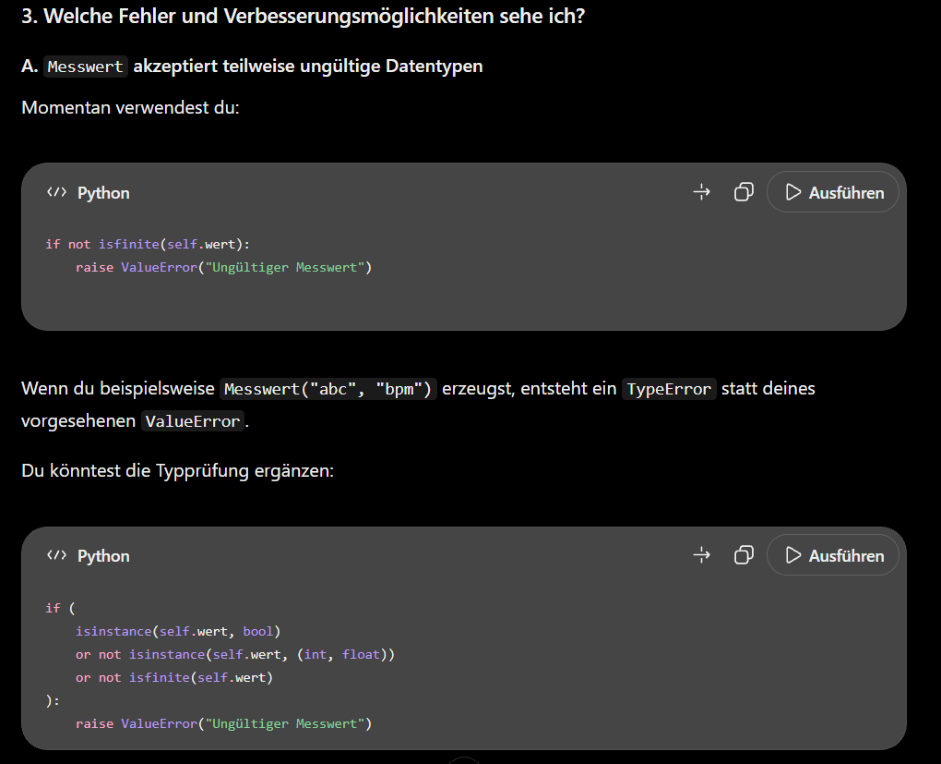 3. Welche Fehler und Verbesserungsmöglichkeiten sehe ich?
A. Messwert akzeptiert teilweise ungültige Datentypen
Momentan verwendest du:
</> Python
Ausführen
if not isfinite(self.wert):
    raise ValueError("Ungültiger Messwert")
Wenn du beispielsweise Messwert("abc", "bpm") erzeugst, entsteht ein TypeError statt deines
vorgesehenen ValueError.
Du könntest die Typprüfung ergänzen:
</> Python
Ausführen
if (
    isinstance(self.wert, bool)
    or not isinstance(self.wert, (int, float))
    or not isfinite(self.wert)
):
    raise ValueError("Ungültiger Messwert")